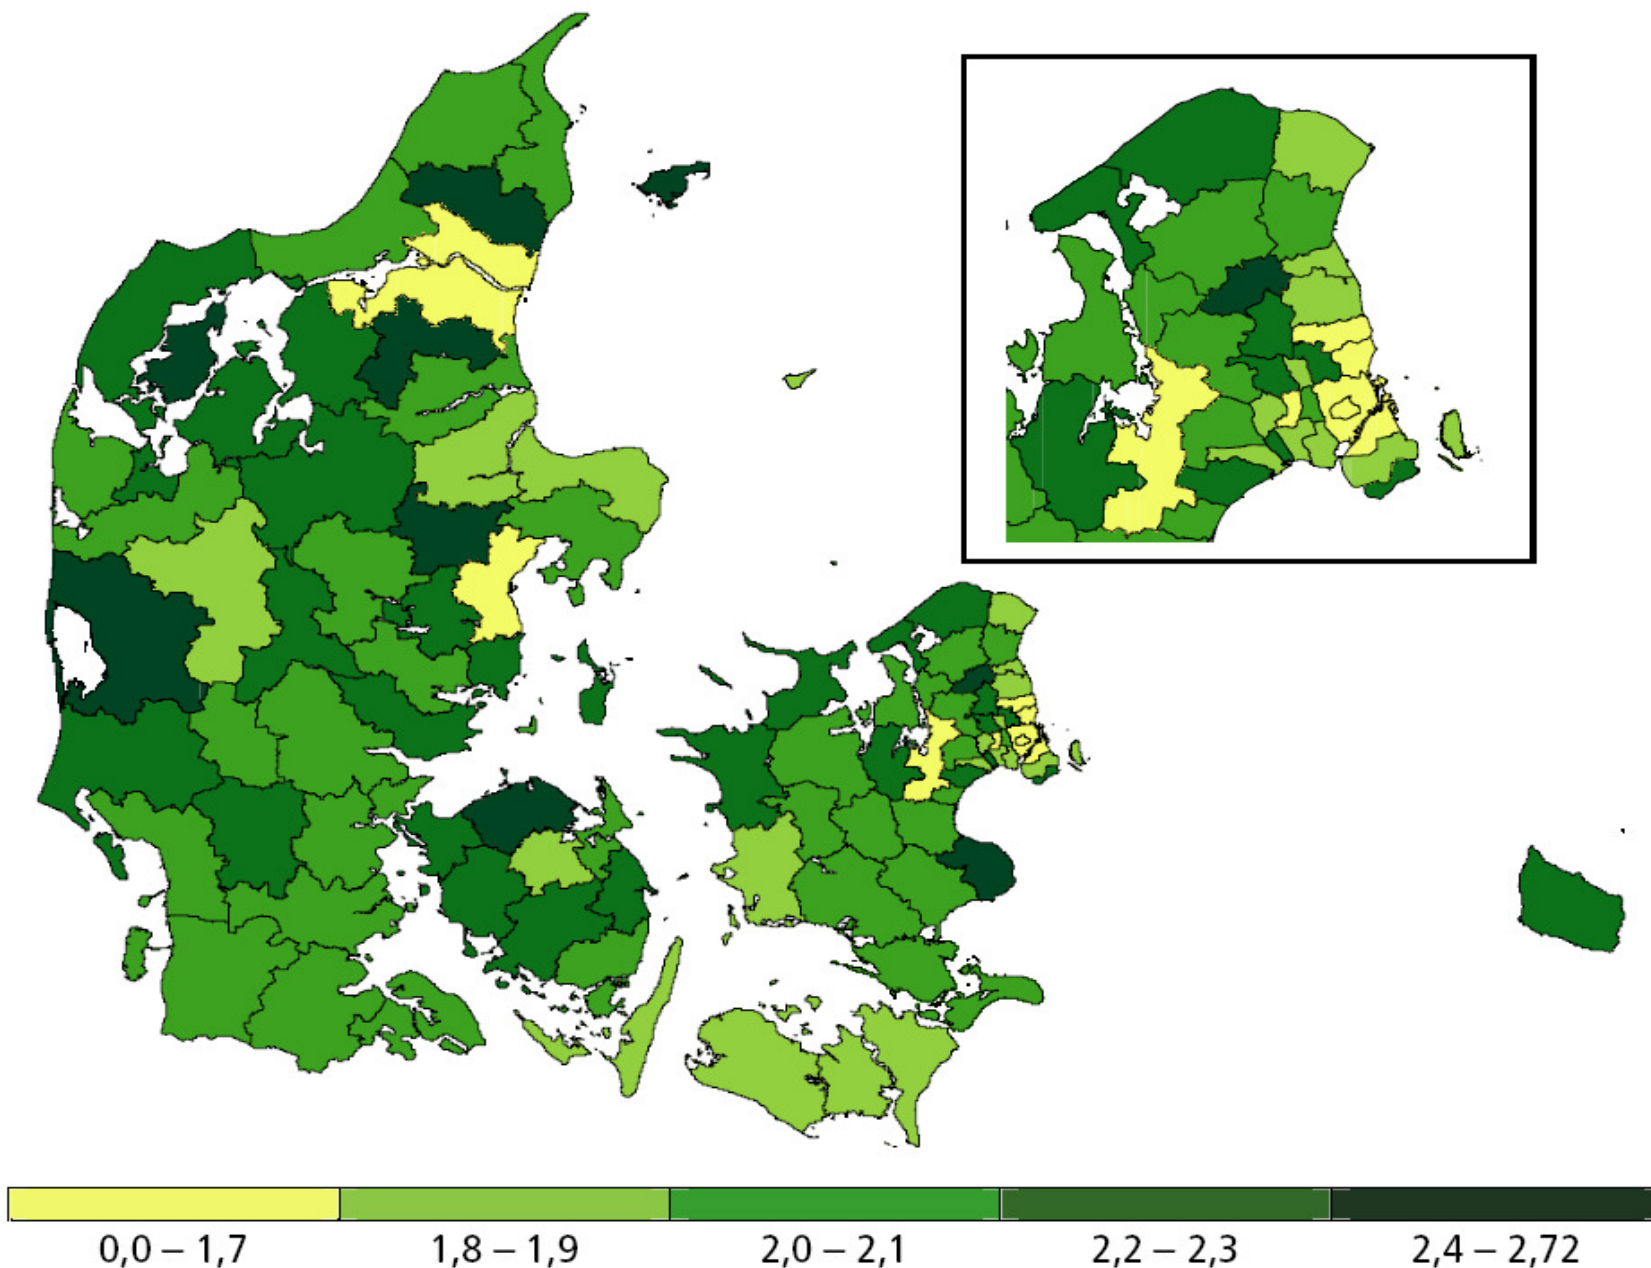 0,0 – 1,7
1,8 – 1,9
2,0 – 2,1
2,2 – 2,3
2,4 – 2,72